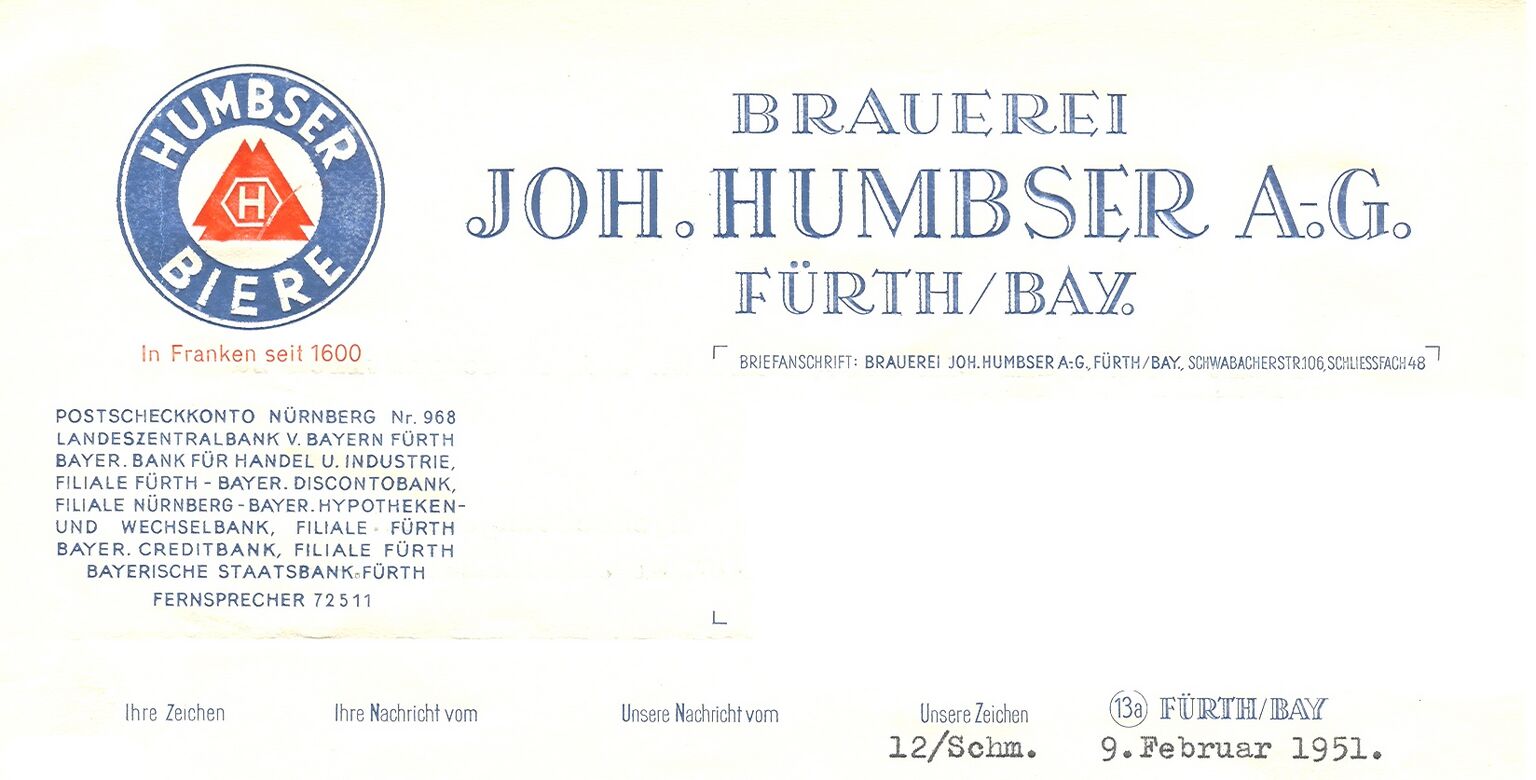 HUMBSER
H
BIERE
In Franken seit 1600
BRAUEREI
JOH. HUMBSER A.-G.
FÜRTH/BAY.
BRIEFANSCHRIFT: BRAUEREI JOH. HUMBSER A.-G., FÜRTH/BAY., SCHWABACHERSTR.106, SCHLIESSFACH 48
POSTSCHECKKONTO NÜRNBERG Nr. 968
LANDESZENTRALBANK V. BAYERN FÜRTH
BAYER. BANK FÜR HANDEL U. INDUSTRIE,
FILIALE FÜRTH - BAYER. DISCONTOBANK,
FILIALE NÜRNBERG - BAYER. HYPOTHEKEN-
UND WECHSELBANK, FILIALE FÜRTH
BAYER. CREDITBANK, FILIALE FÜRTH
BAYERISCHE STAATSBANK FÜRTH
FERNSPRECHER 72511
Ihre Zeichen Ihre Nachricht vom Unsere Nachricht vom Unsere Zeichen (13a) FÜRTH/BAY
12/Schm. 9. Februar 1951.